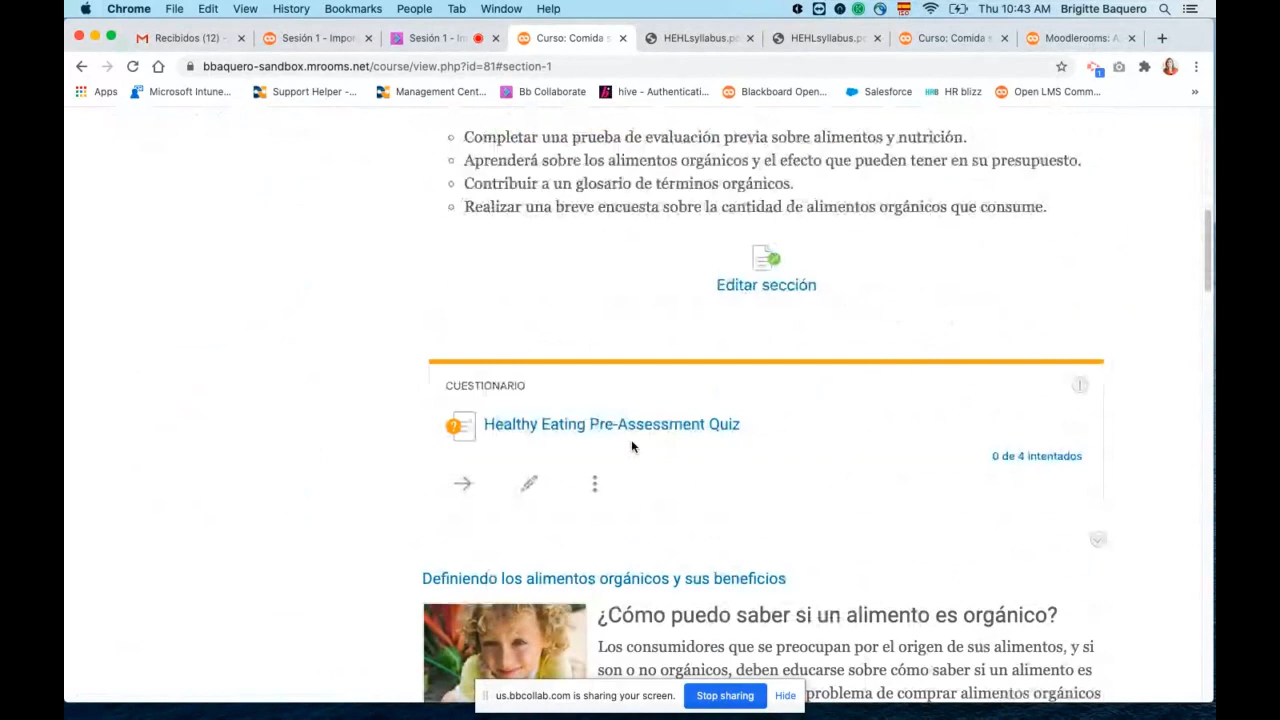 Chrome File Edit View History Bookmarks People Tab Window Help Thu 10:43 AM Brigitte Baquero
Recibidos (12) - Sesión 1 - Impor Sesión 1 - Im Curso: Comida s HEHLsyllabus.pd HEHLsyllabus.p Curso: Comida s Moodlerooms: A
bbaquero-sandbox.mrooms.net/course/view.php?id=81#section-1
Apps Microsoft Intune... Support Helper -... Management Cent... Bb Collaborate hive - Authenticati... Blackboard Open... Salesforce HR blizz Open LMS Comm... »
Completar una prueba de evaluación previa sobre alimentos y nutrición.
Aprenderá sobre los alimentos orgánicos y el efecto que pueden tener en su presupuesto.
Contribuir a un glosario de términos orgánicos.
Realizar una breve encuesta sobre la cantidad de alimentos orgánicos que consume.
Editar sección
CUESTIONARIO
Healthy Eating Pre-Assessment Quiz
0 de 4 intentados
Definiendo los alimentos orgánicos y sus beneficios
¿Cómo puedo saber si un alimento es orgánico?
Los consumidores que se preocupan por el origen de sus alimentos, y si
son o no orgánicos, deben educarse sobre cómo saber si un alimento es
problema de comprar alimentos orgánicos
us.bbcollab.com is sharing your screen. Stop sharing Hide